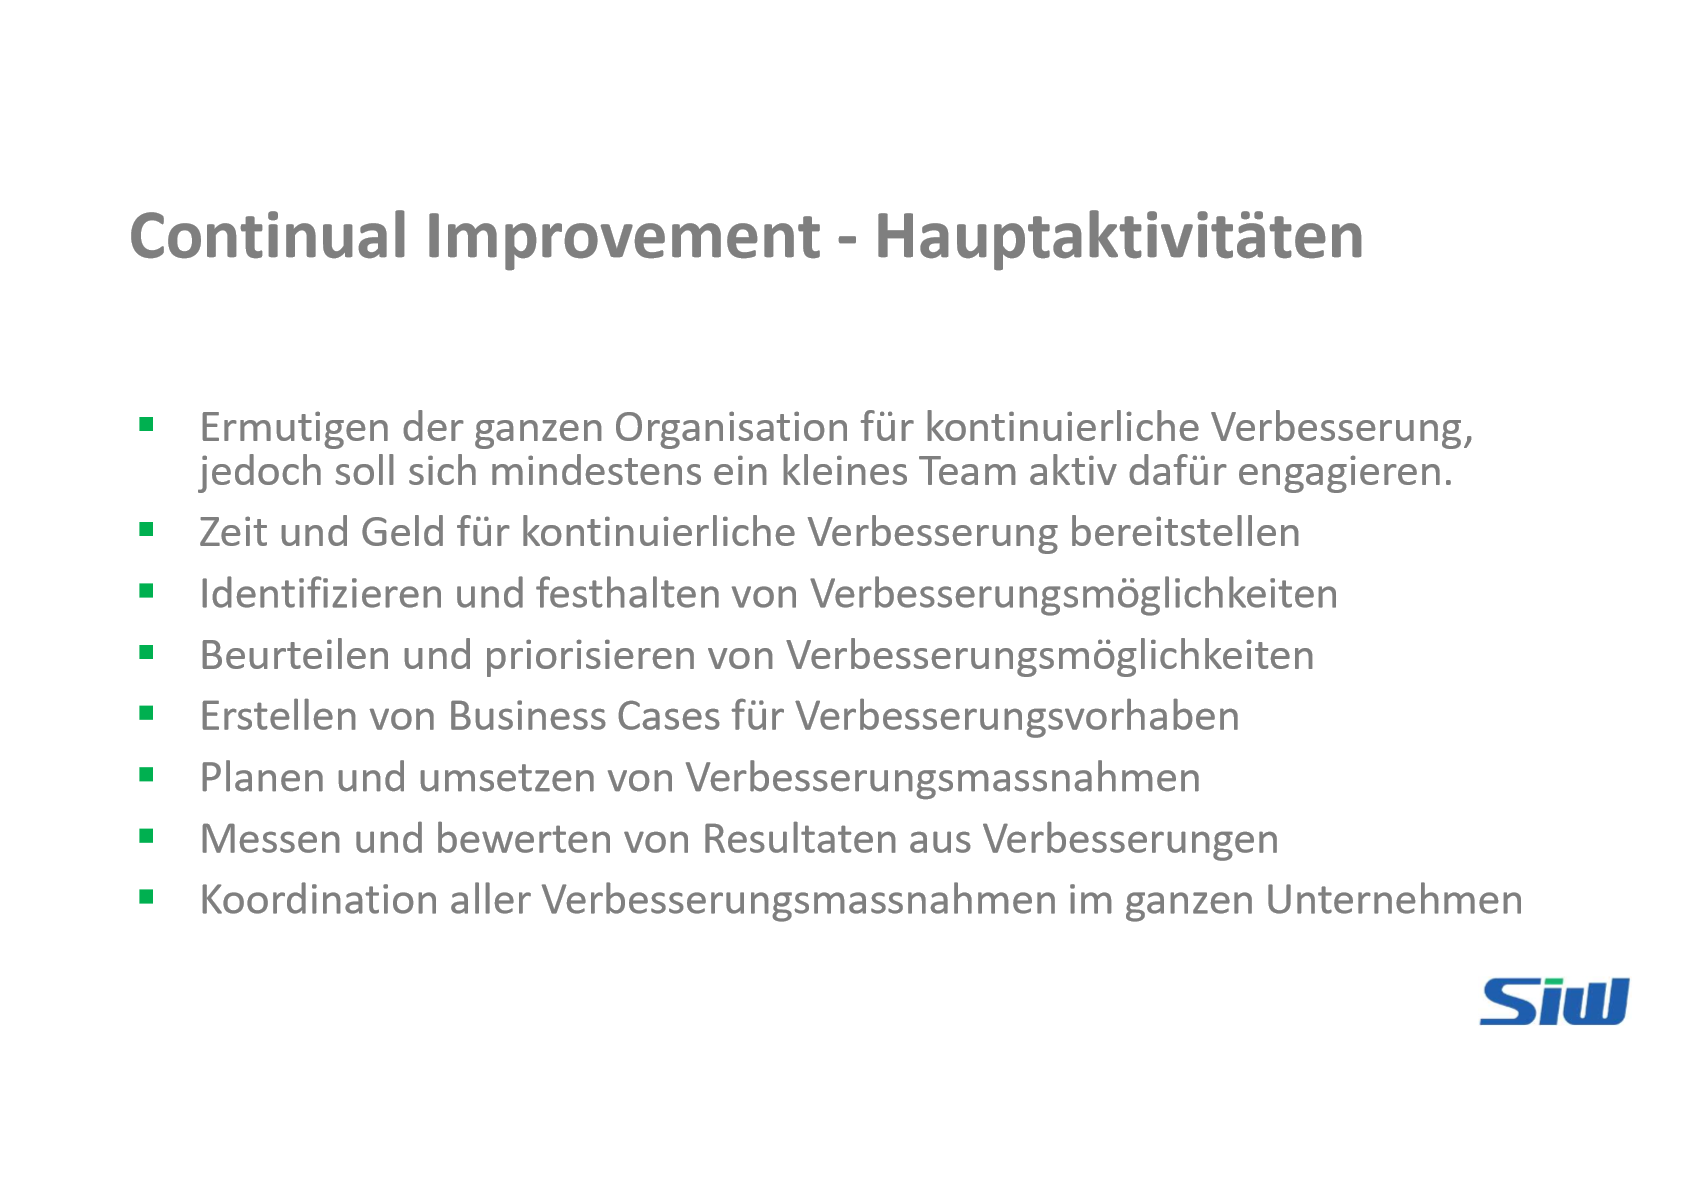 Continual Improvement - Hauptaktivitäten
Ermutigen der ganzen Organisation für kontinuierliche Verbesserung,
jedoch soll sich mindestens ein kleines Team aktiv dafür engagieren.
Zeit und Geld für kontinuierliche Verbesserung bereitstellen
Identifizieren und festhalten von Verbesserungsmöglichkeiten
Beurteilen und priorisieren von Verbesserungsmöglichkeiten
Erstellen von Business Cases für Verbesserungsvorhaben
Planen und umsetzen von Verbesserungsmassnahmen
Messen und bewerten von Resultaten aus Verbesserungen
Koordination aller Verbesserungsmassnahmen im ganzen Unternehmen
Siw